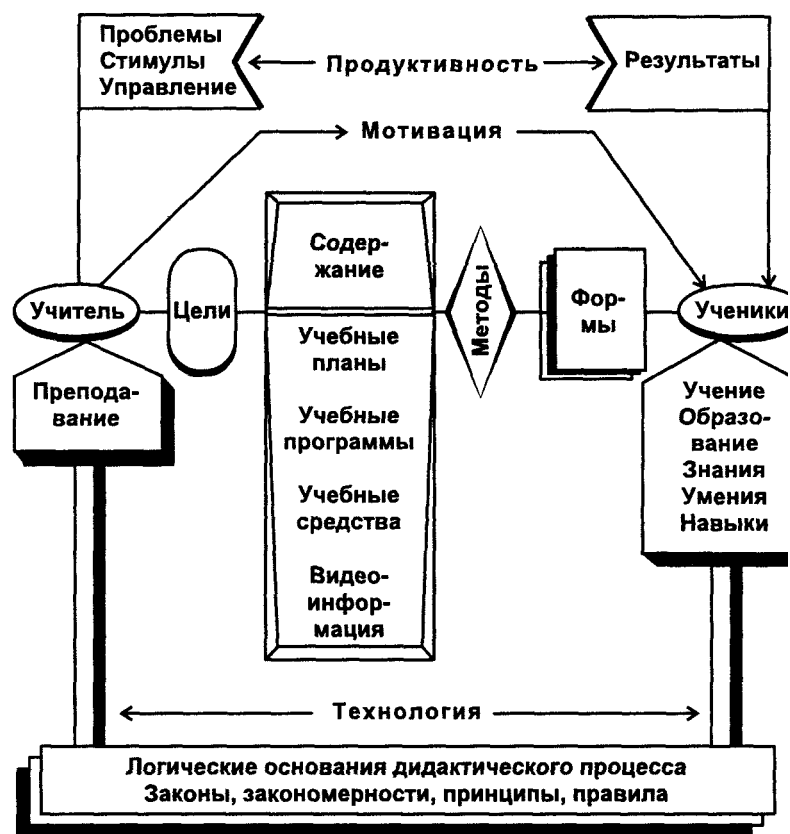 Проблемы
Стимулы
Управление
Продуктивность
Результаты
Мотивация
Содер-
жание
Учитель
Цели
Методы
Фор-
мы
Ученики
Учебные
планы
Учебные
программы
Учебные
средства
Видео-
инфор-
мация
Препода-
вание
Учение
Образо-
вание
Знания
Умения
Навыки
Технология
Логические основания дидактического процесса
Законы, закономерности, принципы, правила